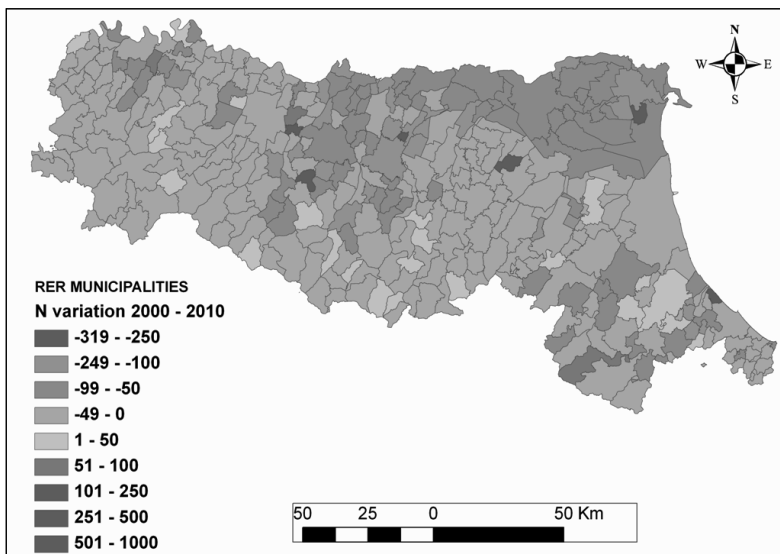 N
W E
S
RER MUNICIPALITIES
N variation 2000 - 2010
-319 - -250
-249 - -100
-99 - -50
-49 - 0
1 - 50
51 - 100
101 - 250
251 - 500
501 - 1000
50 25 0 50 Km